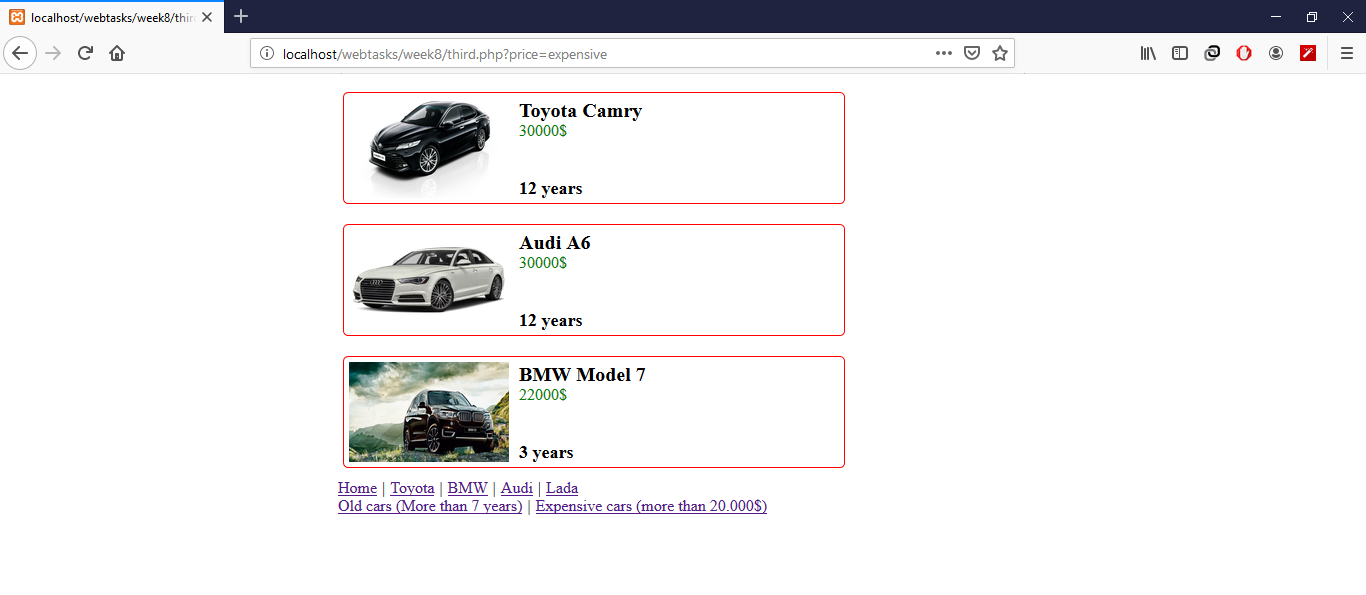 localhost/webtasks/week8/third
localhost/webtasks/week8/third.php?price=expensive
Toyota Camry
30000$
12 years
Audi A6
30000$
12 years
BMW Model 7
22000$
3 years
Home | Toyota | BMW | Audi | Lada
Old cars (More than 7 years) | Expensive cars (more than 20.000$)